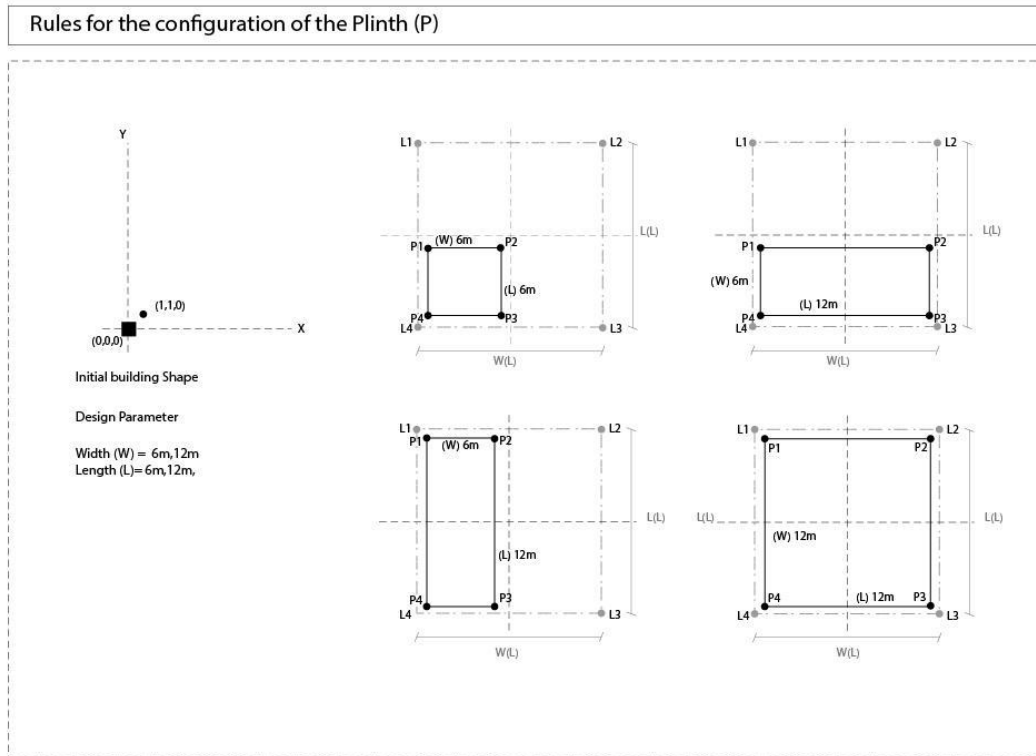 Rules for the configuration of the Plinth (P)
Y
(1,1,0)
X
(0,0,0)
Initial building Shape
Design Parameter
Width (W) = 6m,12m
Length (L)= 6m,12m,
L1
L2
P1
(W) 6m
P2
L(L)
(L) 6m
P4
P3
L4
L3
W(L)
L1
L2
P1
P2
L(L)
(W) 6m
(L) 12m
P4
P3
L4
L3
W(L)
L1
L2
P1
(W) 6m
P2
L(L)
(L) 12m
P4
P3
L4
L3
W(L)
L1
L2
P1
P2
L(L)
L(L)
(W) 12m
P4
(L) 12m
P3
L4
L3
W(L)